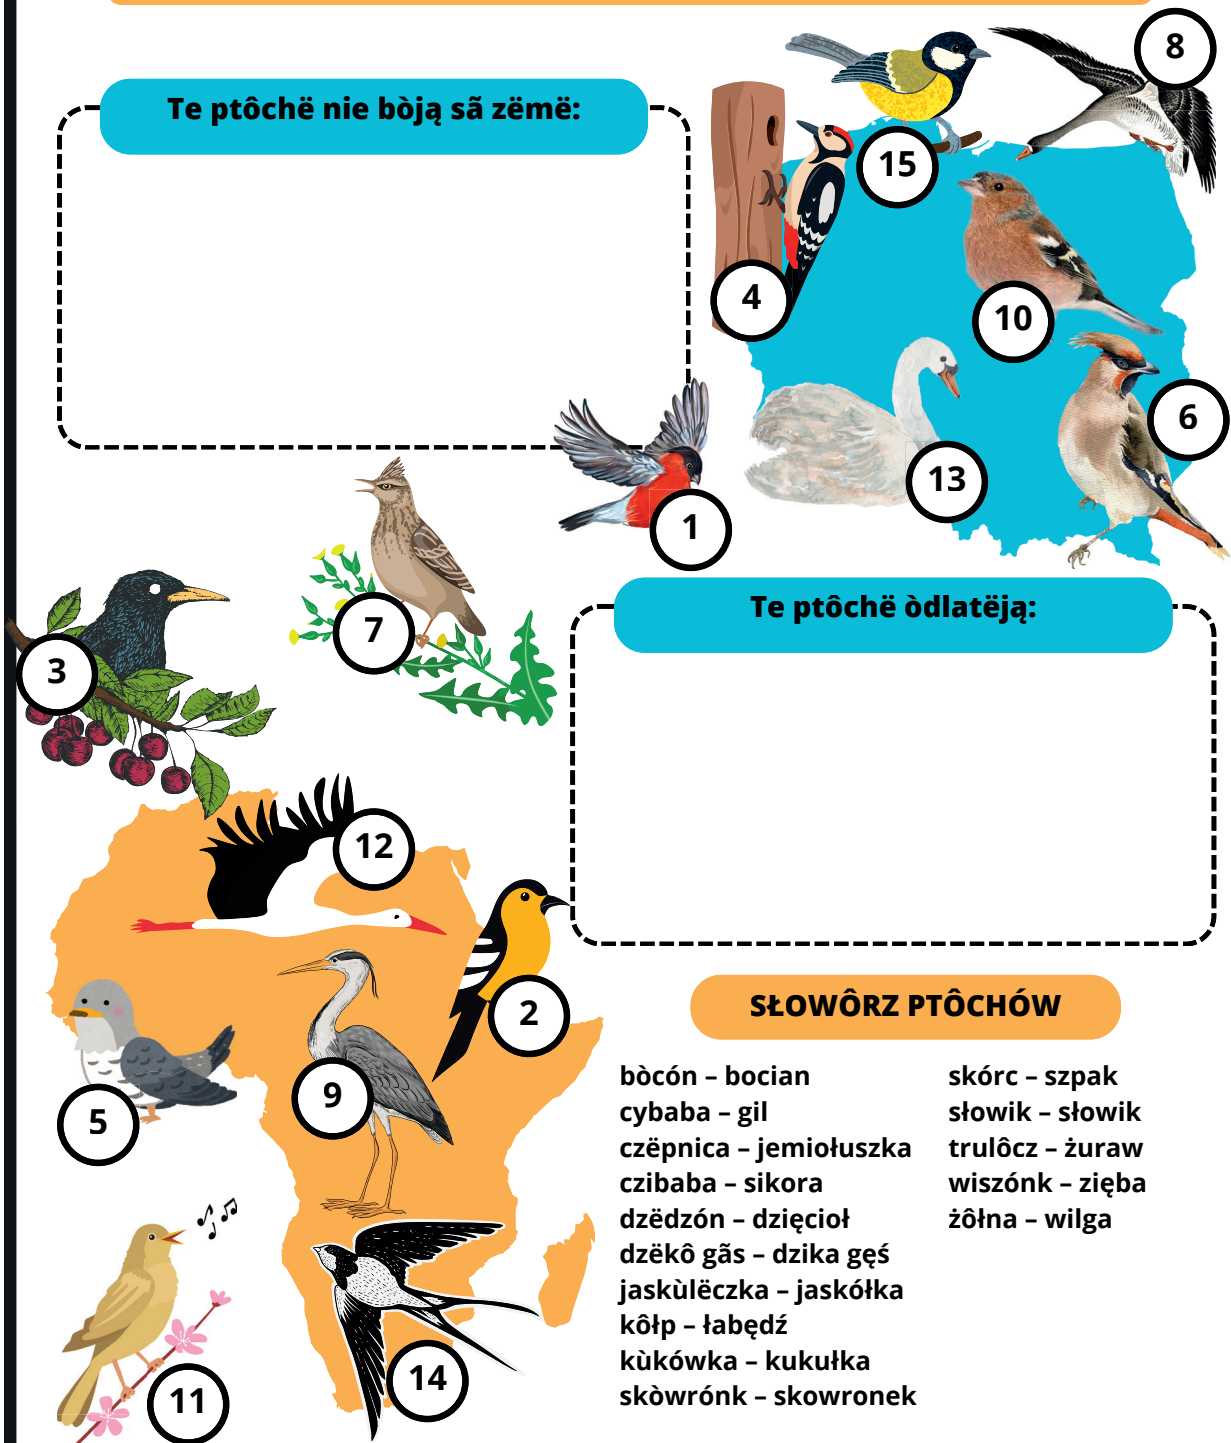 8
Te ptôchë nie bòją sã zëmë:
15
4
10
6
13
1
7
Te ptôchë òdlatëją:
3
12
2
SŁOWÔRZ PTÔCHÓW
9
5
bòcón – bocian
cybaba – gil
czëpnica – jemiołuszka
czibaba – sikora
dzëdzón – dzięcioł
dzëkô gãs – dzika gęś
jaskùlëczka – jaskółka
kôłp – łabędź
kùkówka – kukułka
skòwrónk – skowronek
skórc – szpak
słowik – słowik
trulôcz – żuraw
wiszónk – zięba
żôłna – wilga
14
11